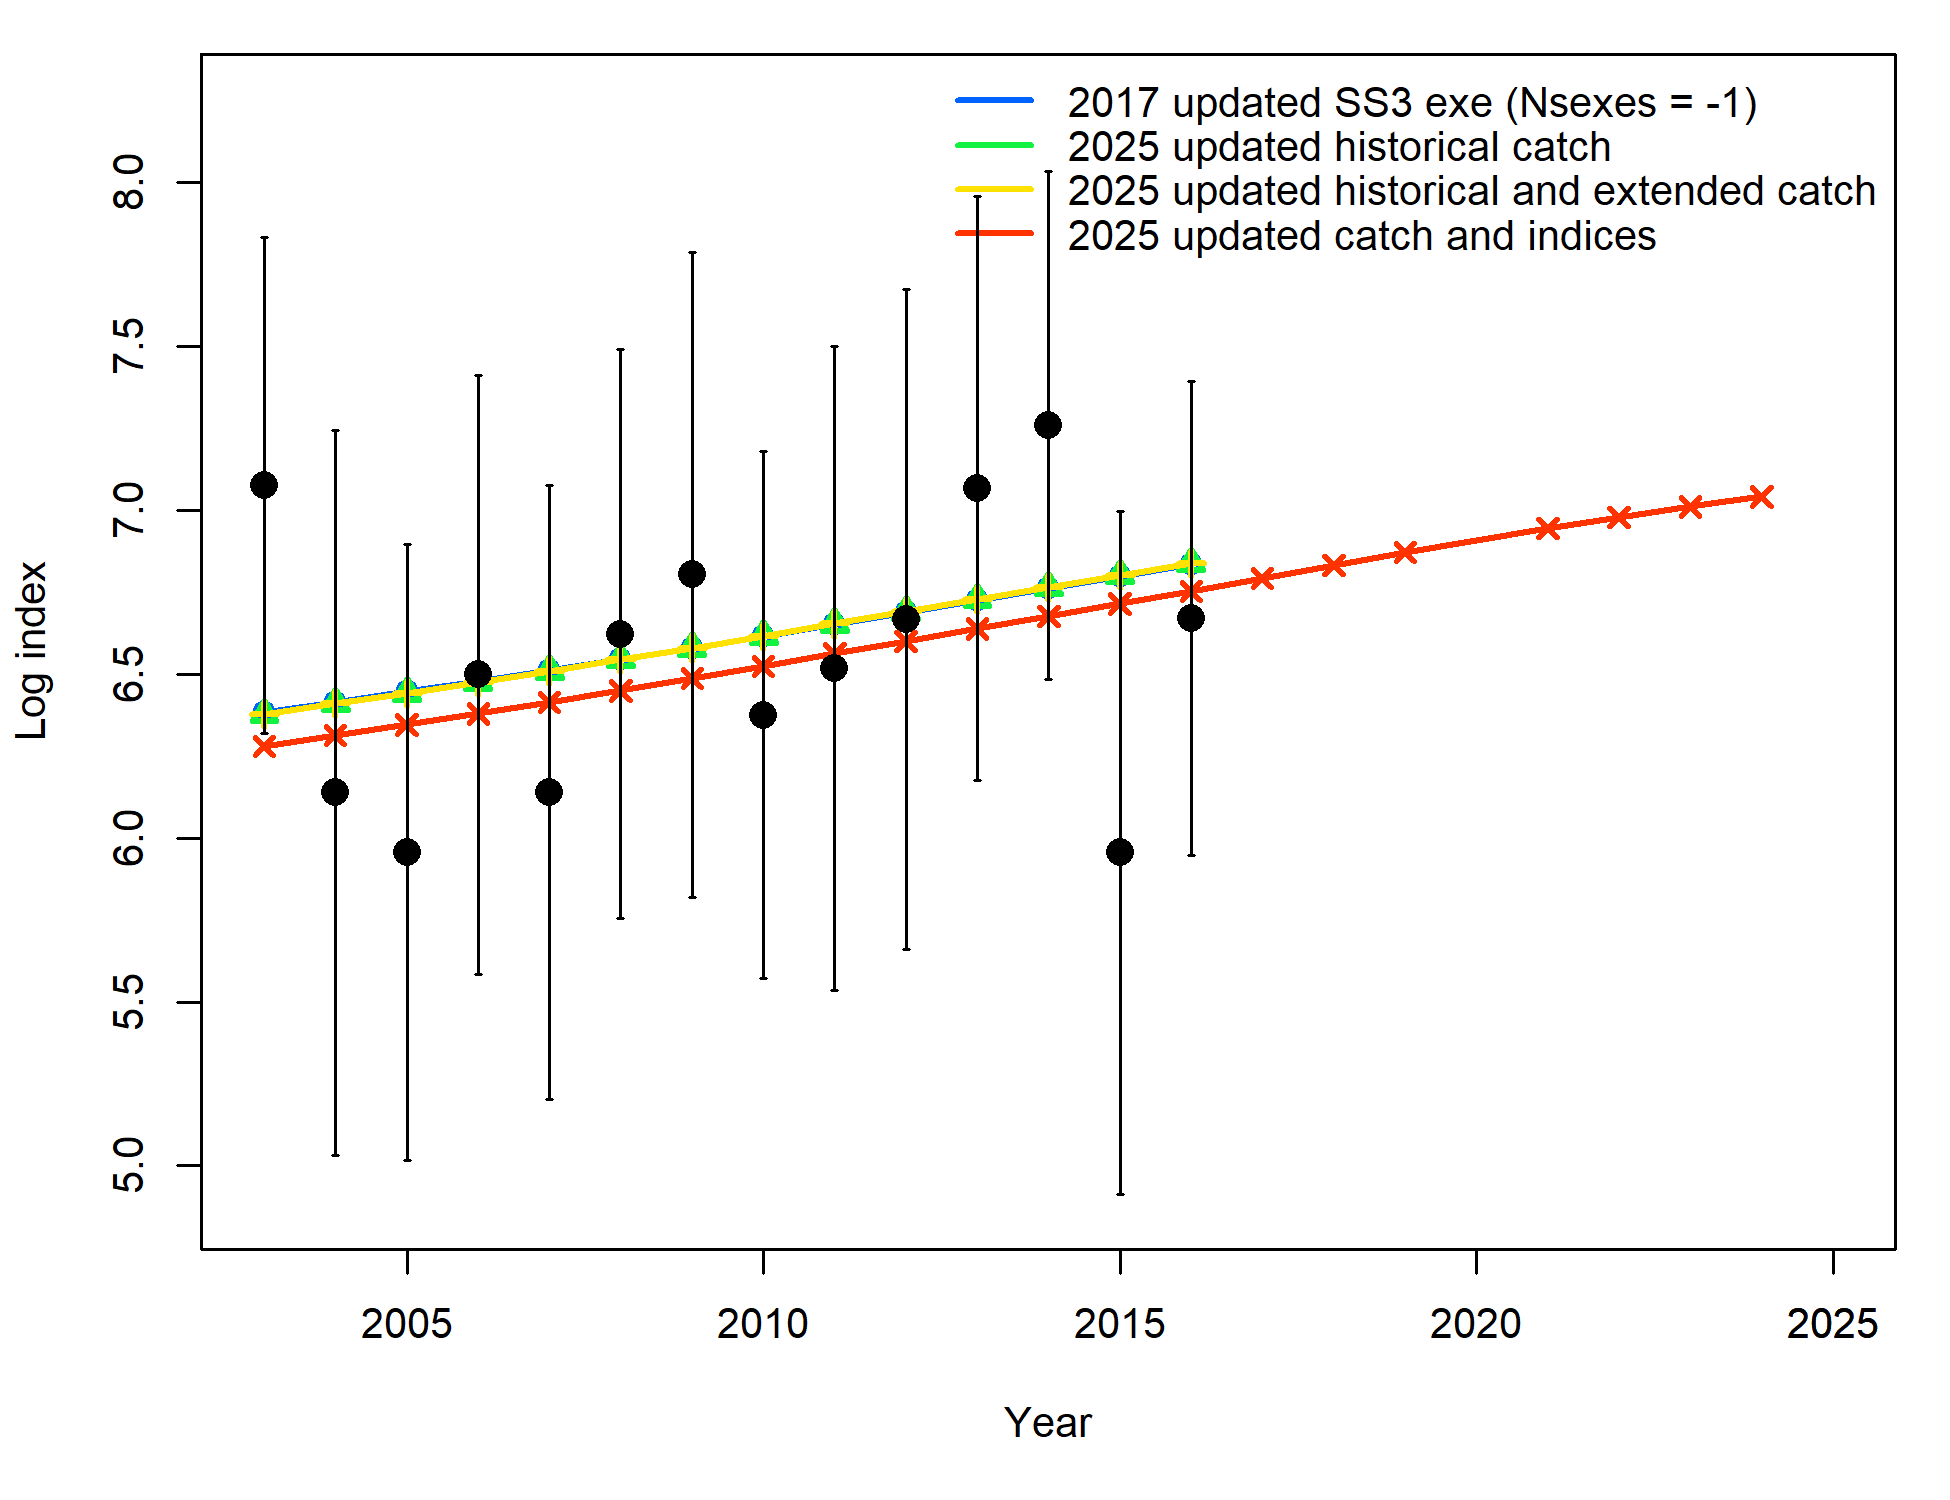 2017 updated SS3 exe (Nsexes = -1)
2025 updated historical catch
2025 updated historical and extended catch
2025 updated catch and indices
8.0
7.5
7.0
6.5
6.0
5.5
5.0
Log index
2005 2010 2015 2020 2025
Year